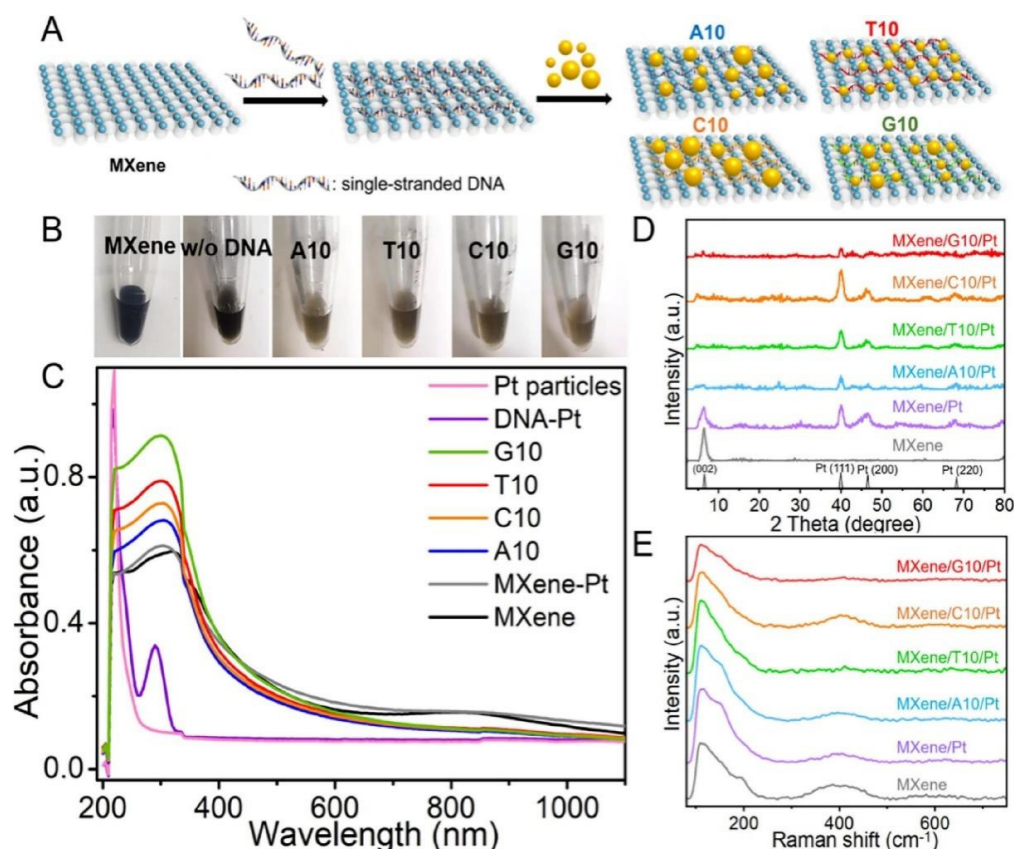 A
A10
T10
MXene
C10
G10
: single-stranded DNA
B
MXene
w/o DNA
A10
T10
C10
G10
C
Pt particles
DNA-Pt
G10
T10
C10
A10
MXene-Pt
MXene
Absorbance (a.u.)
0.8
0.4
0.0
200
400
600
800
1000
Wavelength (nm)
D
MXene/G10/Pt
MXene/C10/Pt
MXene/T10/Pt
MXene/A10/Pt
MXene/Pt
MXene
(002)
Pt (111)
Pt (200)
Pt (220)
Intensity (a.u.)
10
20
30
40
50
60
70
80
2 Theta (degree)
E
MXene/G10/Pt
MXene/C10/Pt
MXene/T10/Pt
MXene/A10/Pt
MXene/Pt
MXene
Intensity (a.u.)
200
400
600
Raman shift (cm-1)